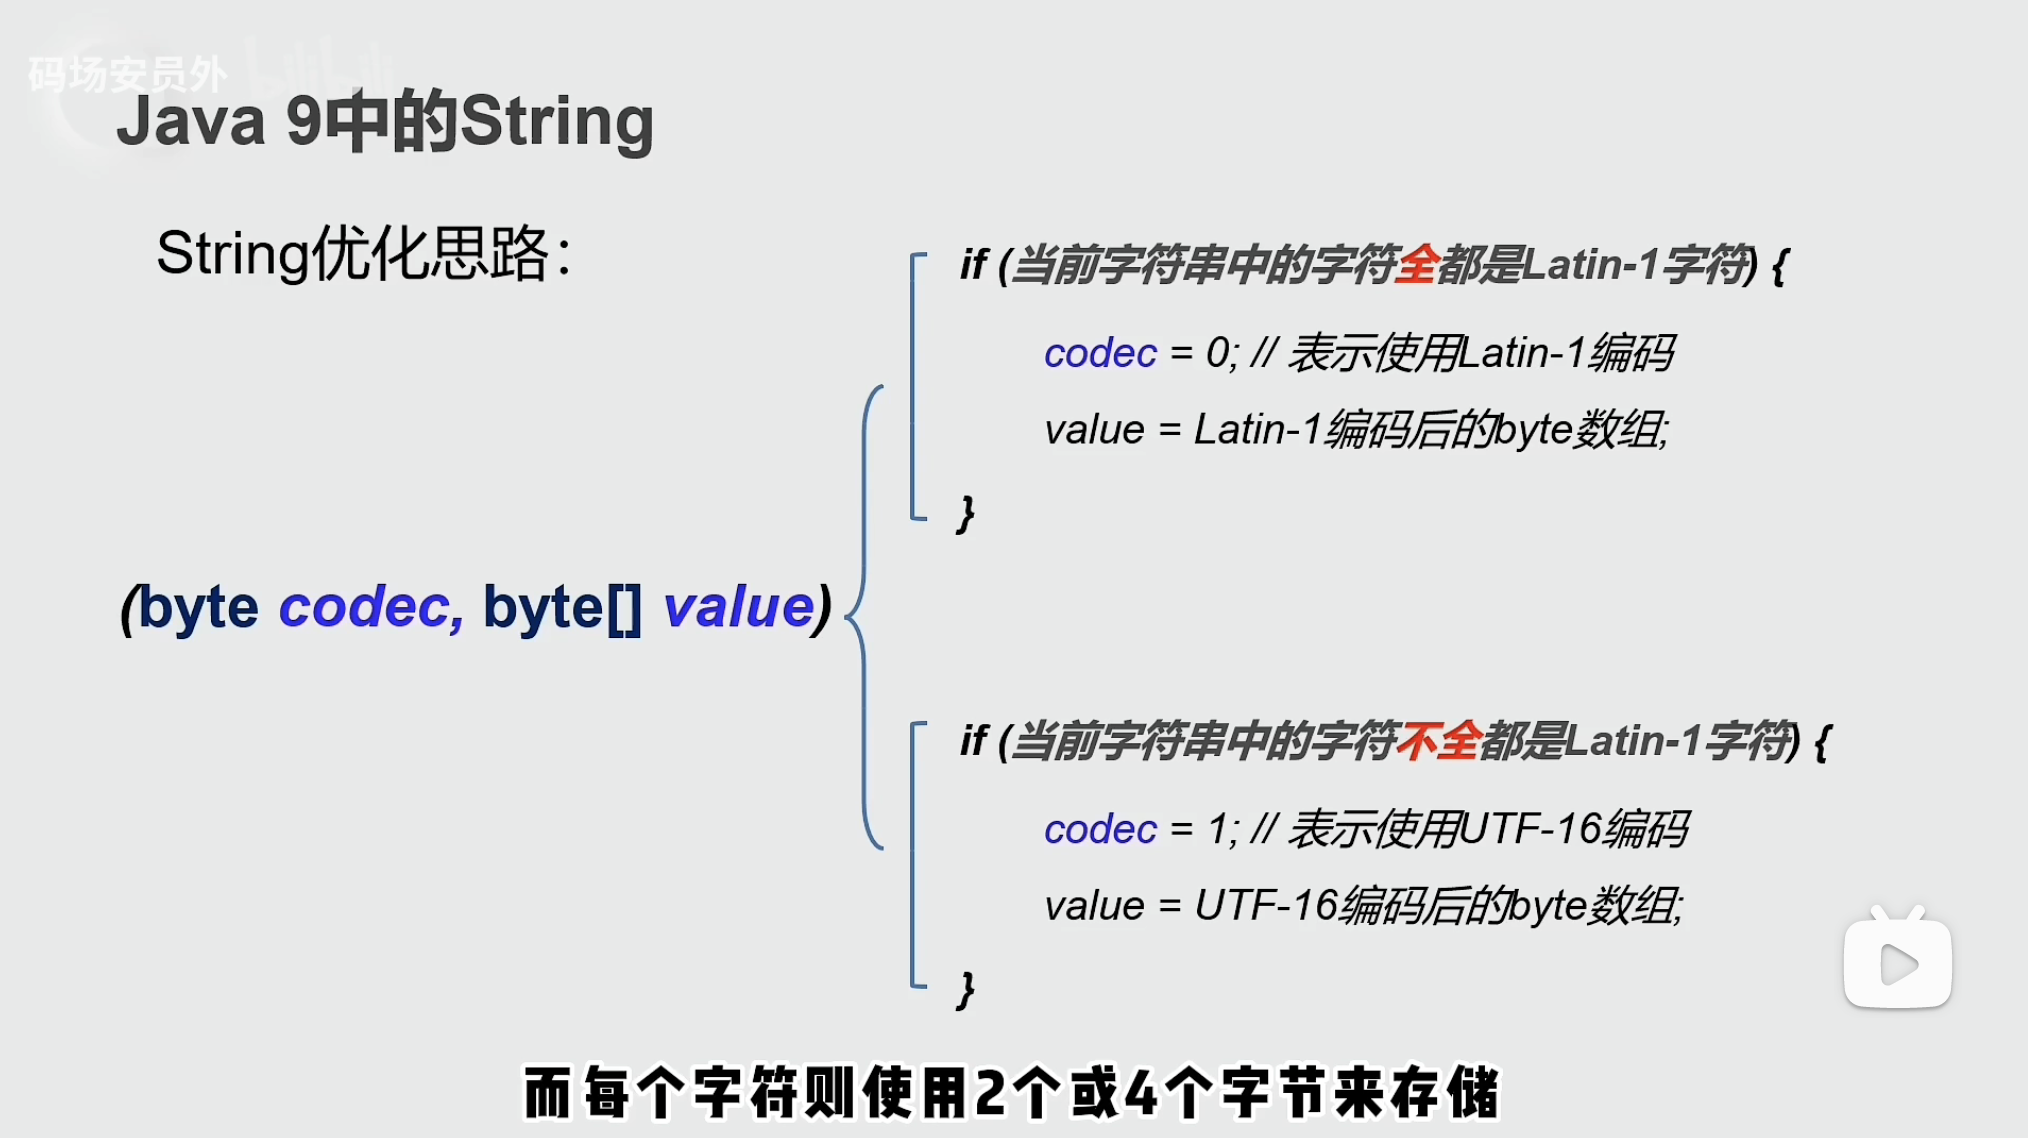 码场安员外 bilibili
Java 9中的String
String优化思路：
if (当前字符串中的字符全都是Latin-1字符) {
codec = 0; // 表示使用Latin-1编码
value = Latin-1编码后的byte数组;
}
(byte codec, byte[] value)
if (当前字符串中的字符不全都是Latin-1字符) {
codec = 1; // 表示使用UTF-16编码
value = UTF-16编码后的byte数组;
}
而每个字符则使用2个或4个字节来存储